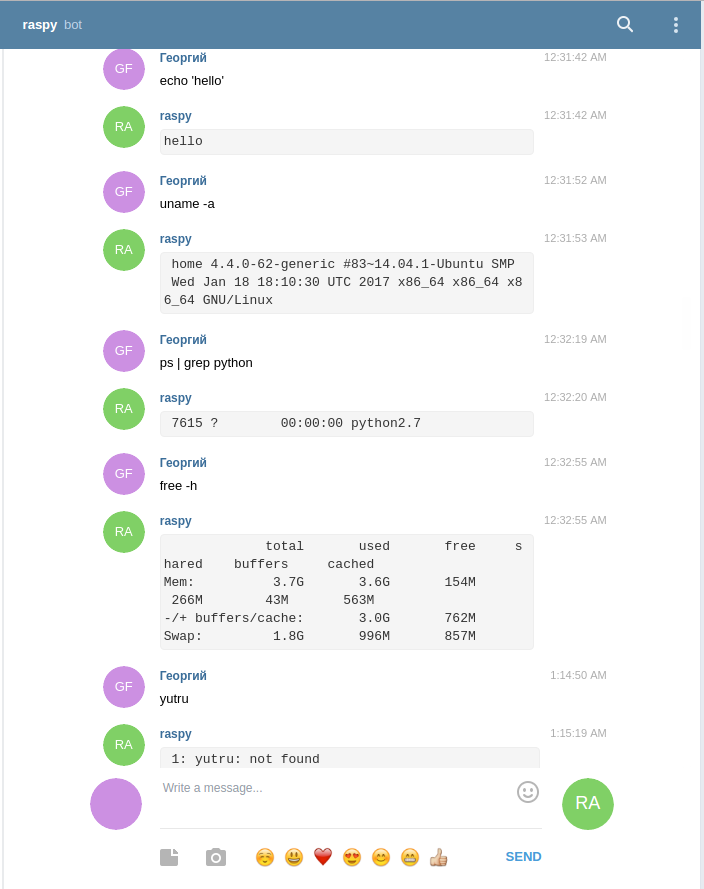 raspy bot
Георгий 12:31:42 AM
GF
echo 'hello'
raspy 12:31:42 AM
RA
hello
Георгий 12:31:52 AM
GF
uname -a
raspy 12:31:53 AM
RA
home 4.4.0-62-generic #83~14.04.1-Ubuntu SMP
Wed Jan 18 18:10:30 UTC 2017 x86_64 x86_64 x8
6_64 GNU/Linux
Георгий 12:32:19 AM
GF
ps | grep python
raspy 12:32:20 AM
RA
7615 ? 00:00:00 python2.7
Георгий 12:32:55 AM
GF
free -h
raspy 12:32:55 AM
RA
total used free s
hared buffers cached
Mem: 3.7G 3.6G 154M
266M 43M 563M
-/+ buffers/cache: 3.0G 762M
Swap: 1.8G 996M 857M
Георгий 1:14:50 AM
GF
yutru
raspy 1:15:19 AM
RA
1: yutru: not found
Write a message...
RA
SEND